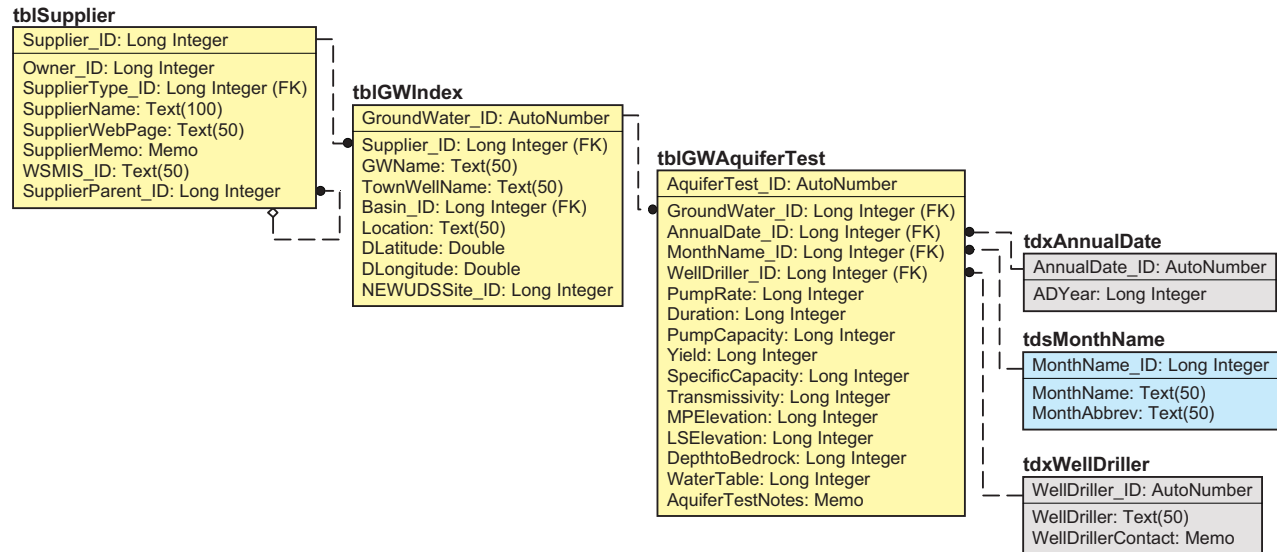 tblSupplier
Supplier_ID: Long Integer
Owner_ID: Long Integer
SupplierType_ID: Long Integer (FK)
SupplierName: Text(100)
SupplierWebPage: Text(50)
SupplierMemo: Memo
WSMIS_ID: Text(50)
SupplierParent_ID: Long Integer
tblGWIndex
GroundWater_ID: AutoNumber
Supplier_ID: Long Integer (FK)
GWName: Text(50)
TownWellName: Text(50)
Basin_ID: Long Integer (FK)
Location: Text(50)
DLatitude: Double
DLongitude: Double
NEWUDSSite_ID: Long Integer
tblGWAquiferTest
AquiferTest_ID: AutoNumber
GroundWater_ID: Long Integer (FK)
AnnualDate_ID: Long Integer (FK)
MonthName_ID: Long Integer (FK)
WellDriller_ID: Long Integer (FK)
PumpRate: Long Integer
Duration: Long Integer
PumpCapacity: Long Integer
Yield: Long Integer
SpecificCapacity: Long Integer
Transmissivity: Long Integer
MPElevation: Long Integer
LSElevation: Long Integer
DepthtoBedrock: Long Integer
WaterTable: Long Integer
AquiferTestNotes: Memo
tdxAnnualDate
AnnualDate_ID: AutoNumber
ADYear: Long Integer
tdsMonthName
MonthName_ID: Long Integer
MonthName: Text(50)
MonthAbbrev: Text(50)
tdxWellDriller
WellDriller_ID: AutoNumber
WellDriller: Text(50)
WellDrillerContact: Memo